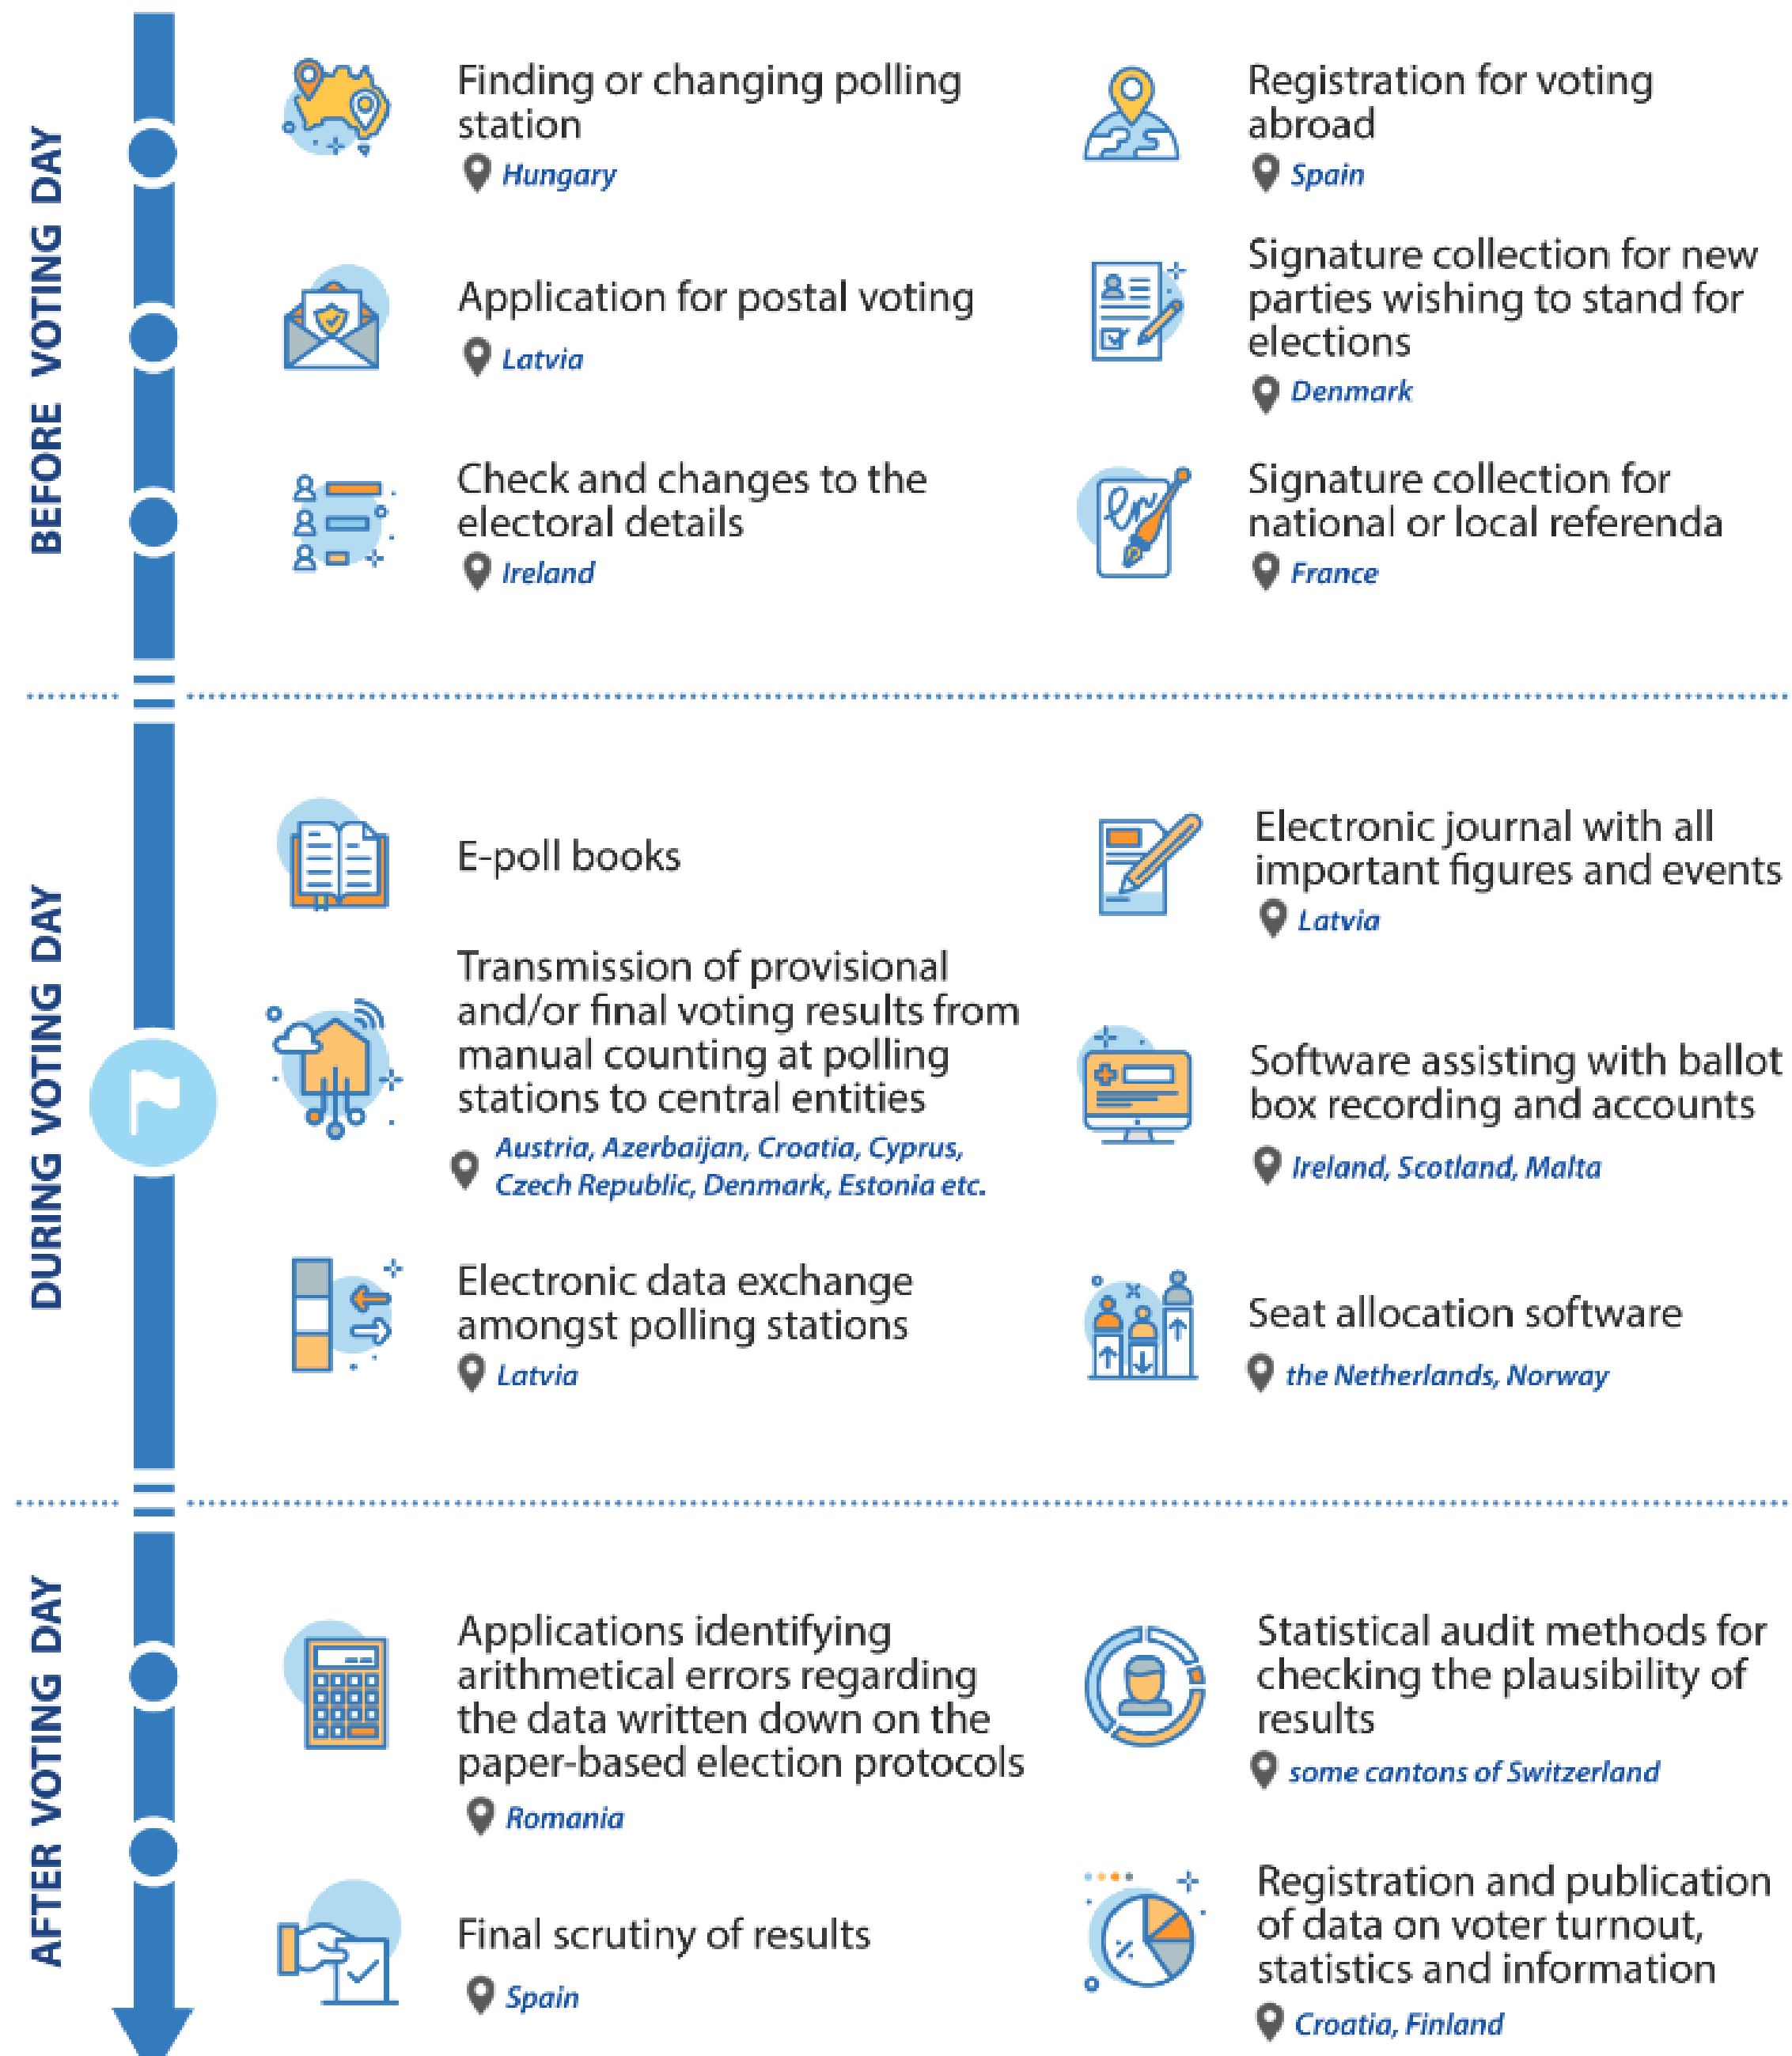 BEFORE VOTING DAY
Finding or changing polling
station
Hungary
Registration for voting
abroad
Spain
Application for postal voting
Latvia
Signature collection for new
parties wishing to stand for
elections
Denmark
Check and changes to the
electoral details
Ireland
Signature collection for
national or local referenda
France
DURING VOTING DAY
E-poll books
Electronic journal with all
important figures and events
Latvia
Transmission of provisional
and/or final voting results from
manual counting at polling
stations to central entities
Austria, Azerbaijan, Croatia, Cyprus,
Czech Republic, Denmark, Estonia etc.
Software assisting with ballot
box recording and accounts
Ireland, Scotland, Malta
Electronic data exchange
amongst polling stations
Latvia
Seat allocation software
the Netherlands, Norway
AFTER VOTING DAY
Applications identifying
arithmetical errors regarding
the data written down on the
paper-based election protocols
Romania
Statistical audit methods for
checking the plausibility of
results
some cantons of Switzerland
Final scrutiny of results
Spain
Registration and publication
of data on voter turnout,
statistics and information
Croatia, Finland